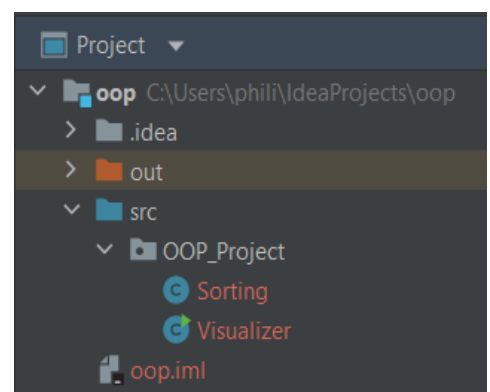 Project
oop C:\Users\phili\IdeaProjects\oop
.idea
out
src
OOP_Project
C Sorting
C Visualizer
oop.iml